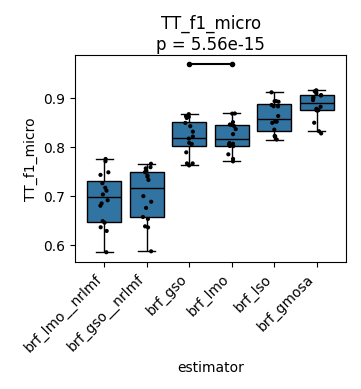 TT_f1_micro
p = 5.56e-15
TT_f1_micro
0.9
0.8
0.7
0.6
brf_lmo__nrlmf
brf_gso__nrlmf
brf_gso
brf_lmo
brf_lso
brf_gmosa
estimator